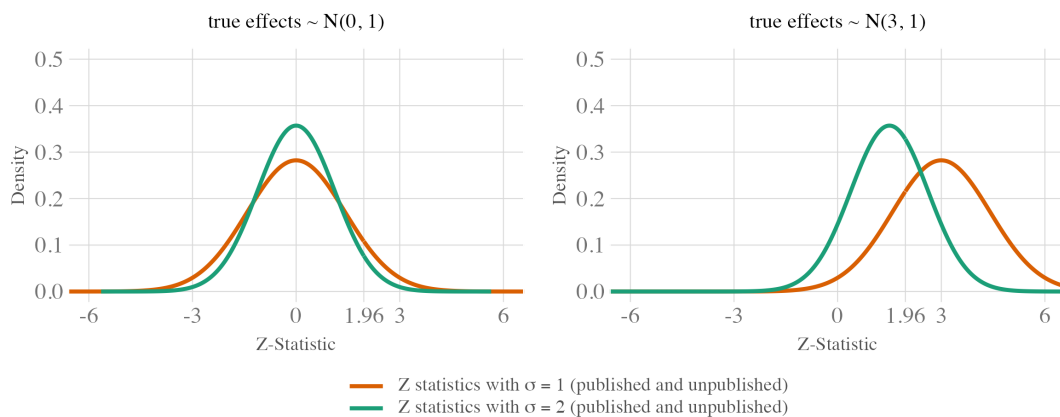 true effects ~ N(0, 1)
0.5
0.4
0.3
0.2
0.1
0.0
Density
-6 -3 0 1.96 3 6
Z-Statistic
true effects ~ N(3, 1)
0.5
0.4
0.3
0.2
0.1
0.0
Density
-6 -3 0 1.96 3 6
Z-Statistic
Z statistics with σ = 1 (published and unpublished)
Z statistics with σ = 2 (published and unpublished)